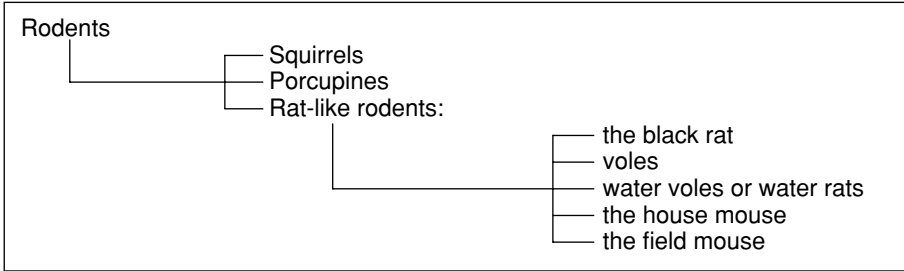 Rodents
Squirrels
Porcupines
Rat-like rodents:
the black rat
voles
water voles or water rats
the house mouse
the field mouse